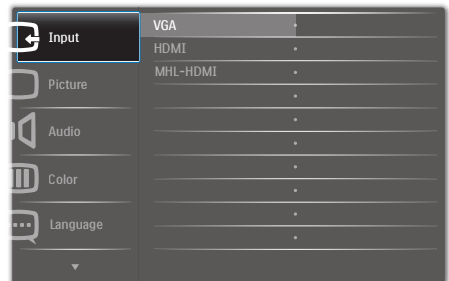 Input
Picture
Audio
Color
Language
VGA
HDMI
MHL-HDMI